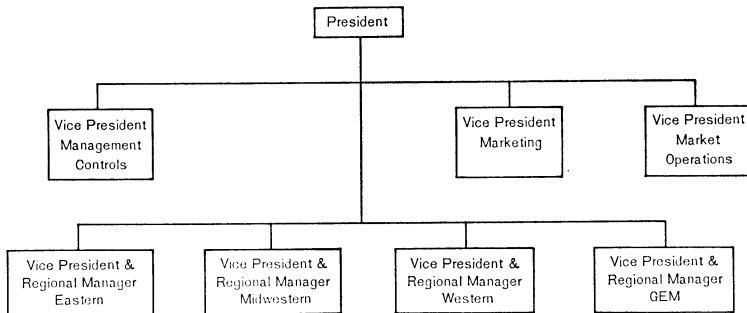 President
Vice President
Management
Controls
Vice President
Marketing
Vice President
Market
Operations
Vice President &
Regional Manager
Eastern
Vice President &
Regional Manager
Midwestern
Vice President &
Regional Manager
Western
Vice President &
Regional Manager
GEM